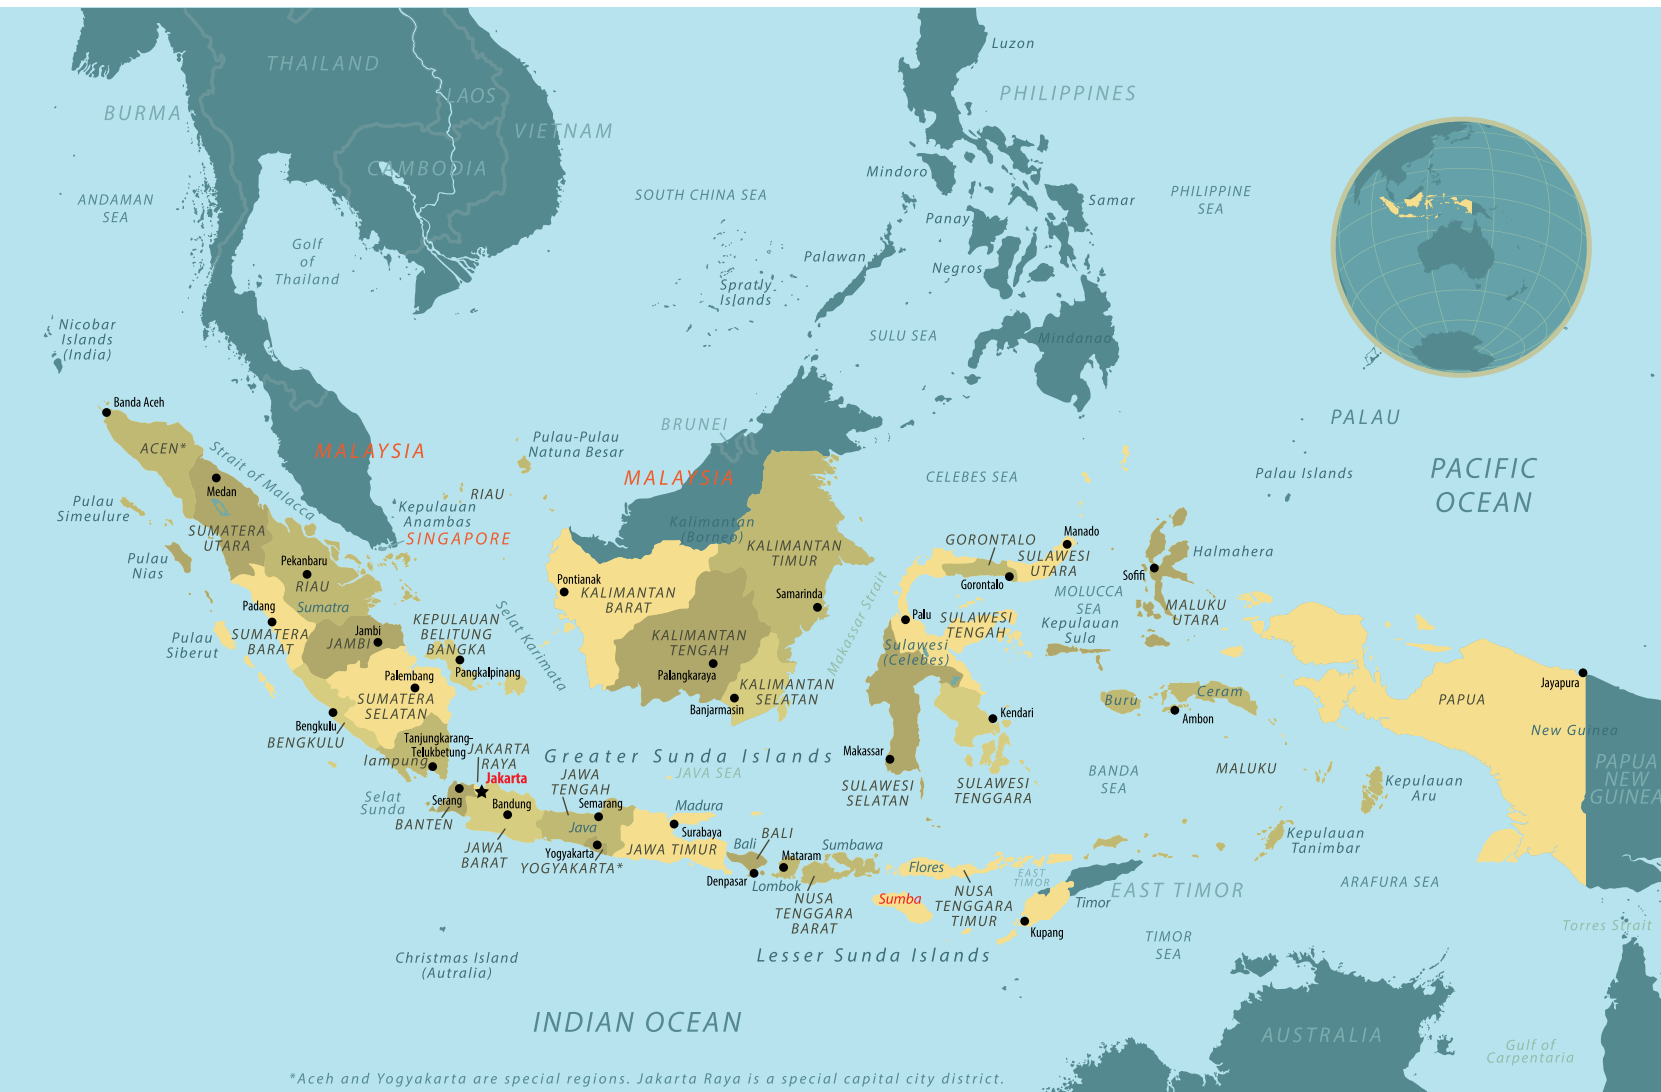 Luzon
THAILAND
LAOS
PHILIPPINES
BURMA
VIETNAM
CAMBODIA
Mindoro
SOUTH CHINA SEA
PHILIPPINE
SEA
ANDAMAN
SEA
Samar
Panay
Golf
of
Thailand
Palawan
Negros
Spratly
Islands
Nicobar
Islands
(India)
SULU SEA
Mindanao
Banda Aceh
PALAU
BRUNEI
ACEN*
Strait of Malacca
MALAYSIA
Pulau-Pulau
Natuna Besar
MALAYSIA
CELEBES SEA
Palau Islands
PACIFIC
OCEAN
Medan
RIAU
Pulau
Simeulure
Kepulauan
Anambas
SINGAPORE
SUMATERA
UTARA
Kalimantan
(Borneo)
KALIMANTAN
TIMUR
GORONTALO
Manado
SULAWESI
UTARA
Halmahera
Pulau
Nias
Pekanbaru
RIAU
Pontianak
KALIMANTAN
BARAT
Samarinda
Makassar Strait
Gorontalo
Sofifi
MOLUCCA
SEA
Kepulauan
Sula
MALUKU
UTARA
Padang
Sumatra
SUMATERA
BARAT
Jambi
JAMBI
KEPULAUAN
BELITUNG
BANGKA
Selat Karimata
KALIMANTAN
TENGAH
Palu
SULAWESI
TENGAH
Sulawesi
(Celebes)
Pulau
Siberut
Palembang
Pangkalpinang
Palangkaraya
KALIMANTAN
SELATAN
Banjarmasin
Jayapura
PAPUA
Buru
Ceram
Ambon
SUMATERA
SELATAN
Bengkulu
BENGKULU
Kendari
New Guinea
Tanjungkarang-
Telukbetung
lampung
JAKARTA
RAYA
Greater Sunda Islands
Makassar
PAPUA
NEW
GUINEA
Jakarta
JAWA
TENGAH
JAVA SEA
SULAWESI
SELATAN
SULAWESI
TENGGARA
BANDA
SEA
MALUKU
Kepulauan
Aru
Selat
Sunda
Serang
BANTEN
Bandung
Semarang
Madura
Java
Surabaya
JAWA
BARAT
Yogyakarta
YOGYAKARTA*
JAWA TIMUR
Bali
BALI
Mataram
Sumbawa
Kepulauan
Tanimbar
Denpasar
Lombok
Flores
EAST
TIMOR
NUSA
TENGGARA
BARAT
Sumba
NUSA
TENGGARA
TIMUR
Timor
EAST TIMOR
ARAFURA SEA
Kupang
Torres Strait
TIMOR
SEA
Lesser Sunda Islands
Christmas Island
(Autralia)
INDIAN OCEAN
AUSTRALIA
Gulf of
Carpentaria
*Aceh and Yogyakarta are special regions. Jakarta Raya is a special capital city district.